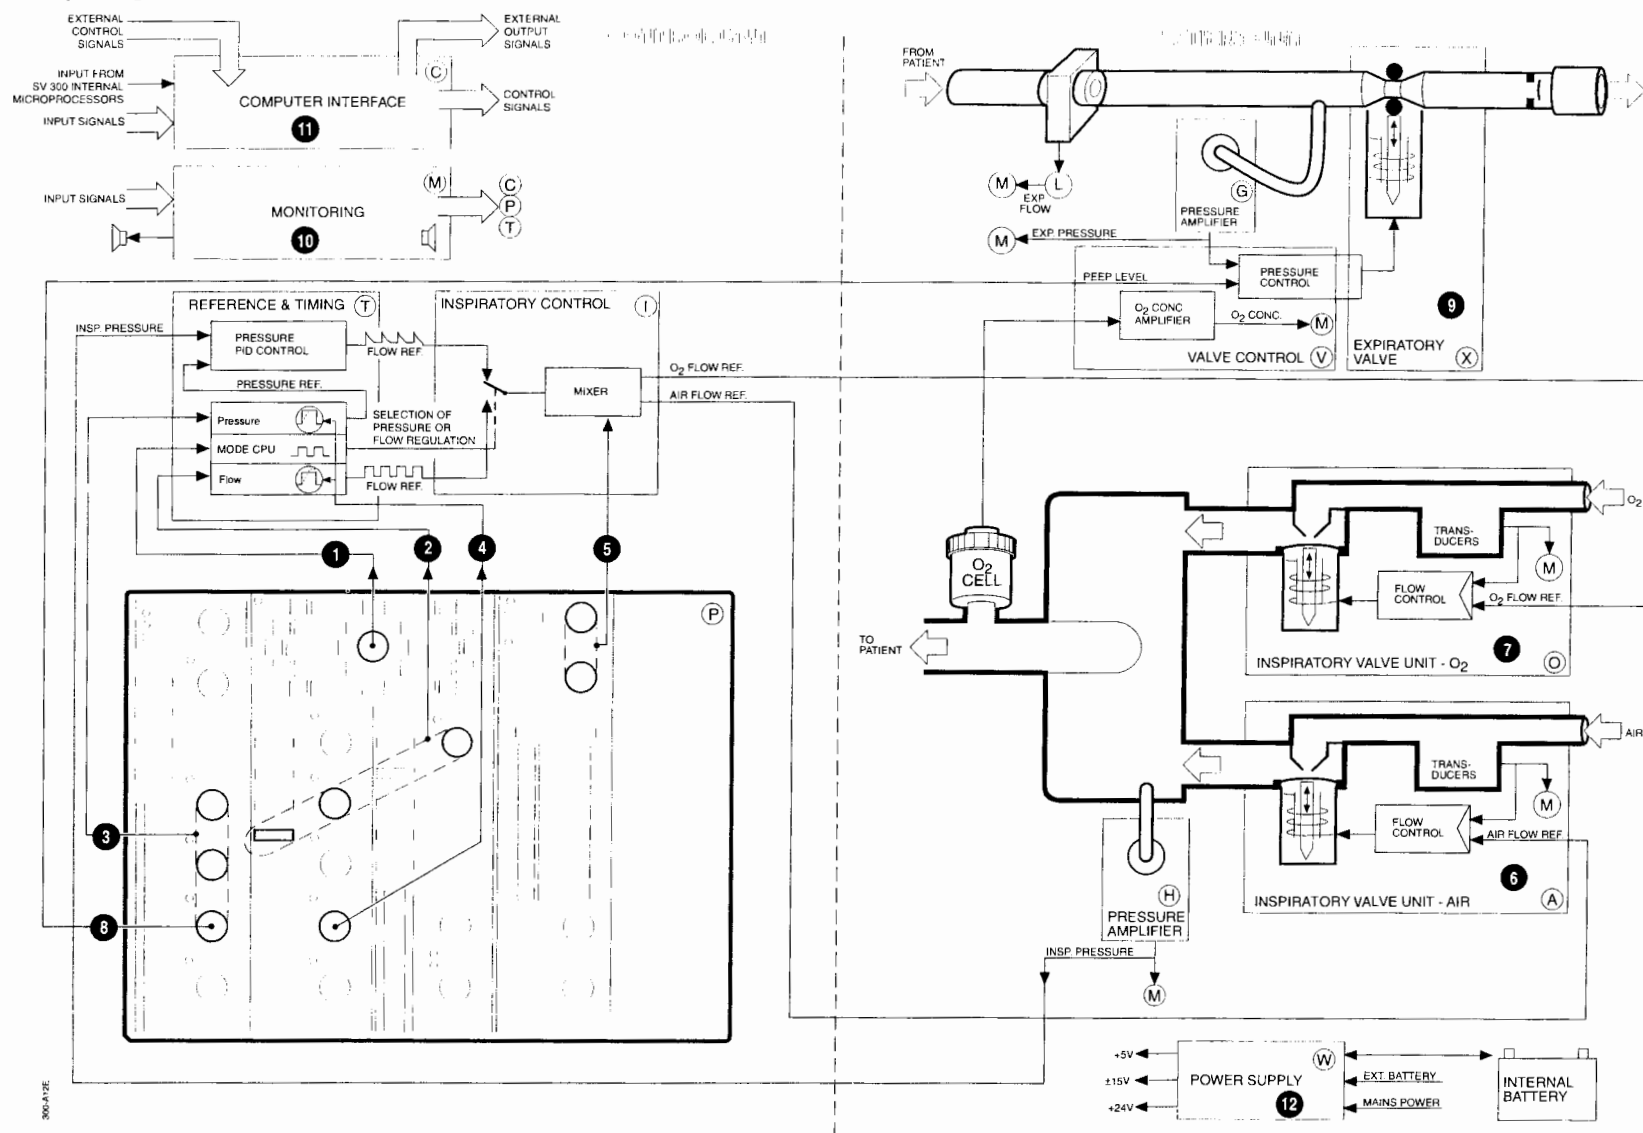 EXTERNAL
CONTROL
SIGNALS
EXTERNAL
OUTPUT
SIGNALS
INPUT FROM
SV 300 INTERNAL
MICROPROCESSORS
INPUT SIGNALS
C
COMPUTER INTERFACE
11
CONTROL
SIGNALS
INPUT SIGNALS
M
MONITORING
10
C
P
T
REFERENCE & TIMING
T
INSPIRATORY CONTROL
I
INSP. PRESSURE
PRESSURE
PID CONTROL
FLOW REF.
PRESSURE REF.
Pressure
MODE CPU
Flow
SELECTION OF
PRESSURE OR
FLOW REGULATION
FLOW REF.
MIXER
O2 FLOW REF.
AIR FLOW REF.
1
2
4
5
P
3
8
300-A12E
FROM
PATIENT
M
L
EXP
FLOW
G
PRESSURE
AMPLIFIER
M
EXP. PRESSURE
PEEP LEVEL
PRESSURE
CONTROL
O2 CONC
AMPLIFIER
O2 CONC.
M
VALVE CONTROL
V
9
EXPIRATORY
VALVE
X
O2
CELL
TO
PATIENT
O2
TRANS-
DUCERS
M
FLOW
CONTROL
O2 FLOW REF.
7
INSPIRATORY VALVE UNIT - O2
O
AIR
TRANS-
DUCERS
M
FLOW
CONTROL
AIR FLOW REF.
6
INSPIRATORY VALVE UNIT - AIR
A
H
PRESSURE
AMPLIFIER
INSP. PRESSURE
M
+5V
±15V
+24V
W
POWER SUPPLY
12
EXT. BATTERY
MAINS POWER
INTERNAL
BATTERY